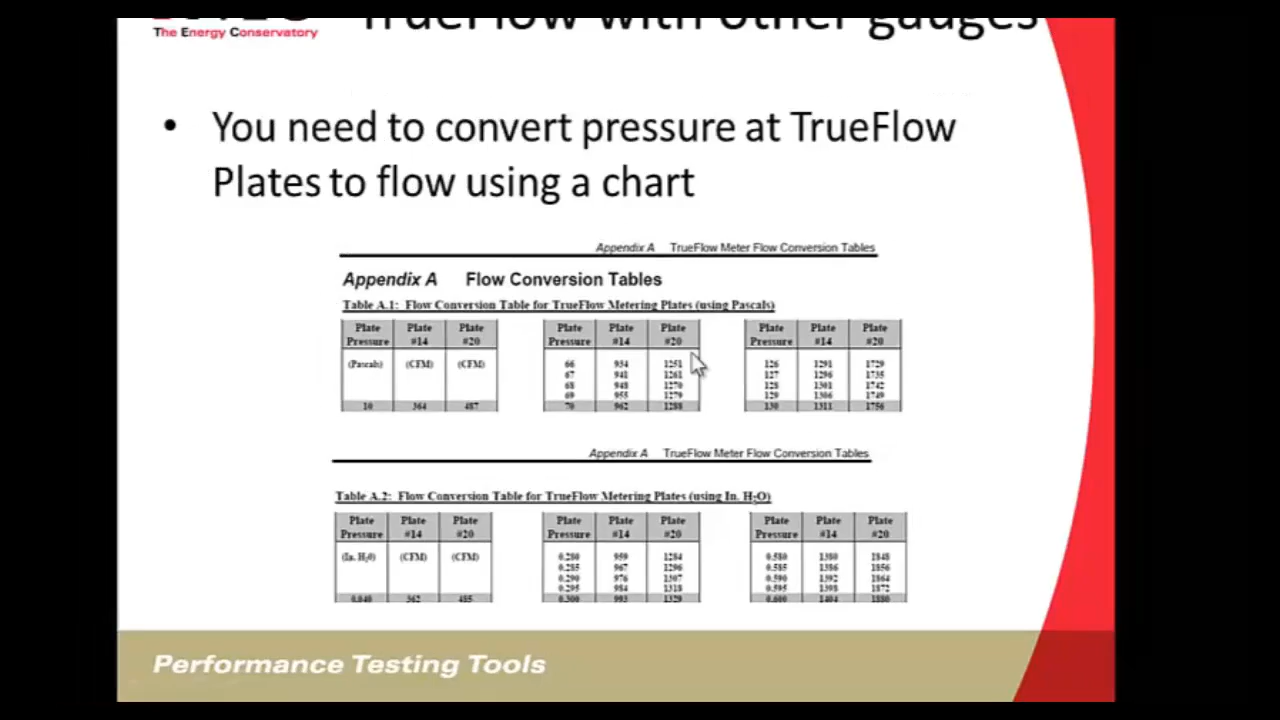 The Energy Conservatory
TrueFlow with other gauges
• You need to convert pressure at TrueFlow
Plates to flow using a chart
Appendix A TrueFlow Meter Flow Conversion Tables
Appendix A Flow Conversion Tables
Table A.1: Flow Conversion Table for TrueFlow Metering Plates (using Pascals)
Plate Plate Plate Plate Plate Plate Plate Plate Plate
Pressure #14 #20 Pressure #14 #20 Pressure #14 #20
(Pascals) (CFM) (CFM) 66 934 1251 126 1291 1729
67 941 1261 127 1296 1735
68 948 1270 128 1301 1742
69 955 1279 129 1306 1749
10 364 487 70 962 1288 130 1311 1756
Appendix A TrueFlow Meter Flow Conversion Tables
Table A.2: Flow Conversion Table for TrueFlow Metering Plates (using In. H₂O)
Plate Plate Plate Plate Plate Plate Plate Plate Plate
Pressure #14 #20 Pressure #14 #20 Pressure #14 #20
(In. H₂0) (CFM) (CFM) 0.280 959 1284 0.580 1380 1848
0.285 967 1296 0.585 1386 1856
0.290 976 1307 0.590 1392 1864
0.295 984 1318 0.595 1398 1872
0.040 362 485 0.300 993 1329 0.600 1404 1880
Performance Testing Tools